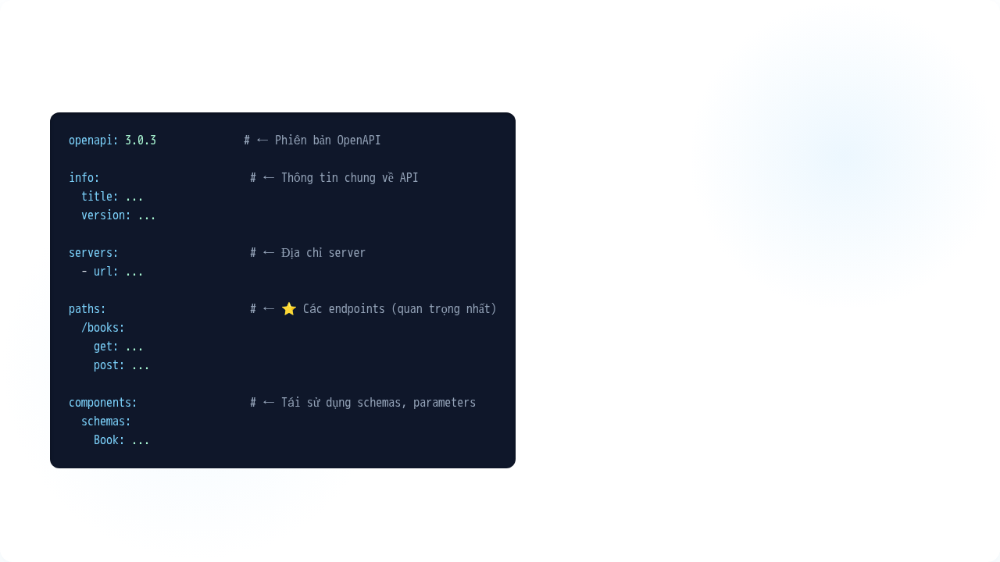 openapi: 3.0.3              # ← Phiên bản OpenAPI
info:                        # ← Thông tin chung về API
  title: ...
  version: ...
servers:                     # ← Địa chỉ server
  - url: ...
paths:                       # ← ⭐ Các endpoints (quan trọng nhất)
  /books:
    get: ...
    post: ...
components:                  # ← Tái sử dụng schemas, parameters
  schemas:
    Book: ...